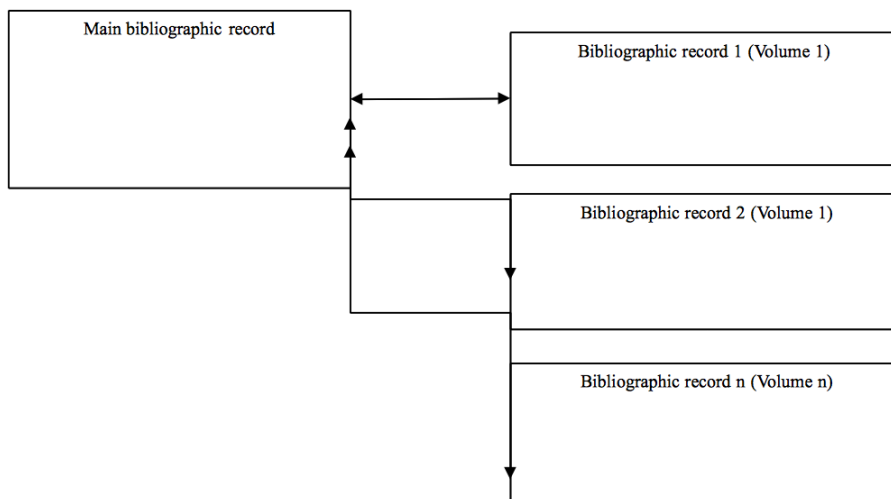 Main bibliographic record
Bibliographic record 1 (Volume 1)
Bibliographic record 2 (Volume 1)
Bibliographic record n (Volume n)